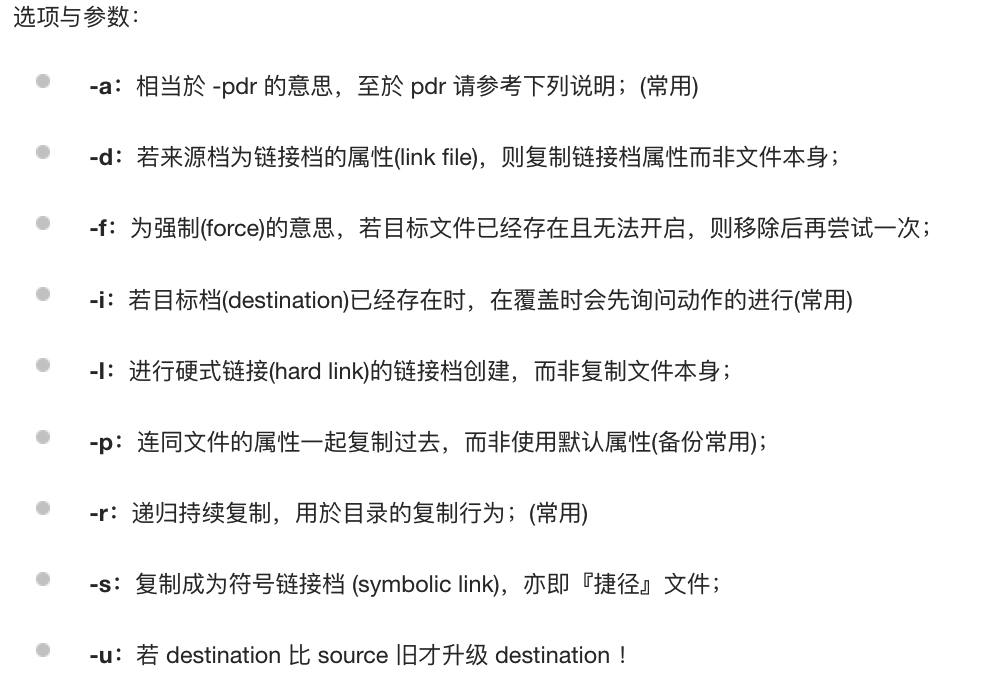 选项与参数：
-a：相当於 -pdr 的意思，至於 pdr 请参考下列说明；(常用)
-d：若来源档为链接档的属性(link file)，则复制链接档属性而非文件本身；
-f：为强制(force)的意思，若目标文件已经存在且无法开启，则移除后再尝试一次；
-i：若目标档(destination)已经存在时，在覆盖时会先询问动作的进行(常用)
-l：进行硬式链接(hard link)的链接档创建，而非复制文件本身；
-p：连同文件的属性一起复制过去，而非使用默认属性(备份常用)；
-r：递归持续复制，用於目录的复制行为；(常用)
-s：复制成为符号链接档 (symbolic link)，亦即『捷径』文件；
-u：若 destination 比 source 旧才升级 destination ！